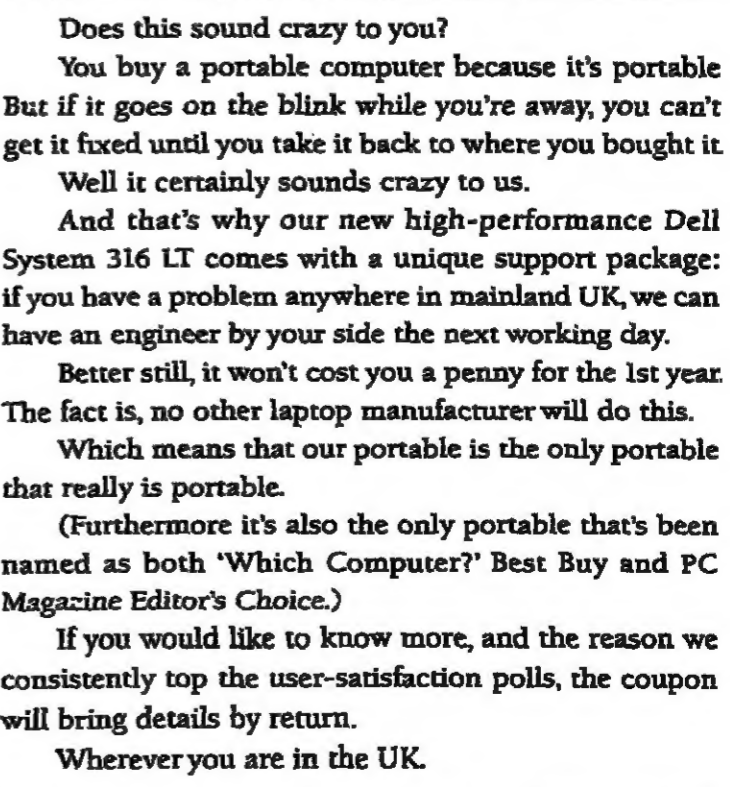 Does this sound crazy to you?
You buy a portable computer because it's portable
But if it goes on the blink while you're away, you can't
get it fixed until you take it back to where you bought it.
Well it certainly sounds crazy to us.
And that's why our new high-performance Dell
System 316 LT comes with a unique support package:
if you have a problem anywhere in mainland UK, we can
have an engineer by your side the next working day.
Better still, it won't cost you a penny for the 1st year.
The fact is, no other laptop manufacturer will do this.
Which means that our portable is the only portable
that really is portable.
(Furthermore it's also the only portable that's been
named as both 'Which Computer?' Best Buy and PC
Magazine Editor's Choice.)
If you would like to know more, and the reason we
consistently top the user-satisfaction polls, the coupon
will bring details by return.
Wherever you are in the UK.